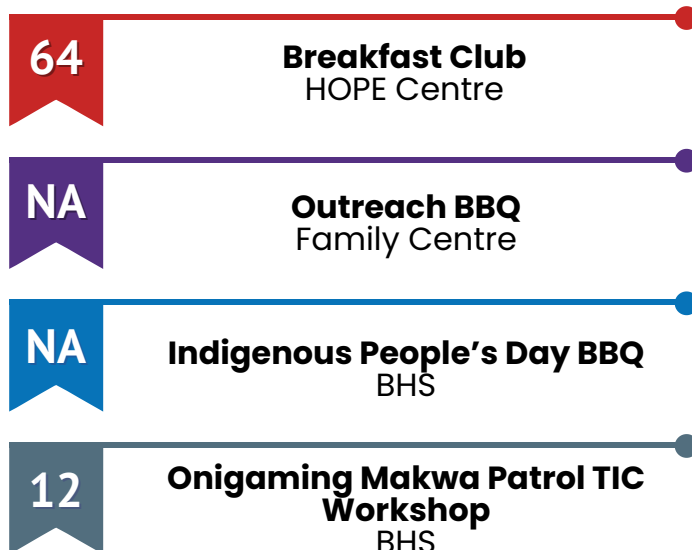 64
Breakfast Club
HOPE Centre
NA
Outreach BBQ
Family Centre
NA
Indigenous People’s Day BBQ
BHS
12
Onigaming Makwa Patrol TIC
Workshop
BHS